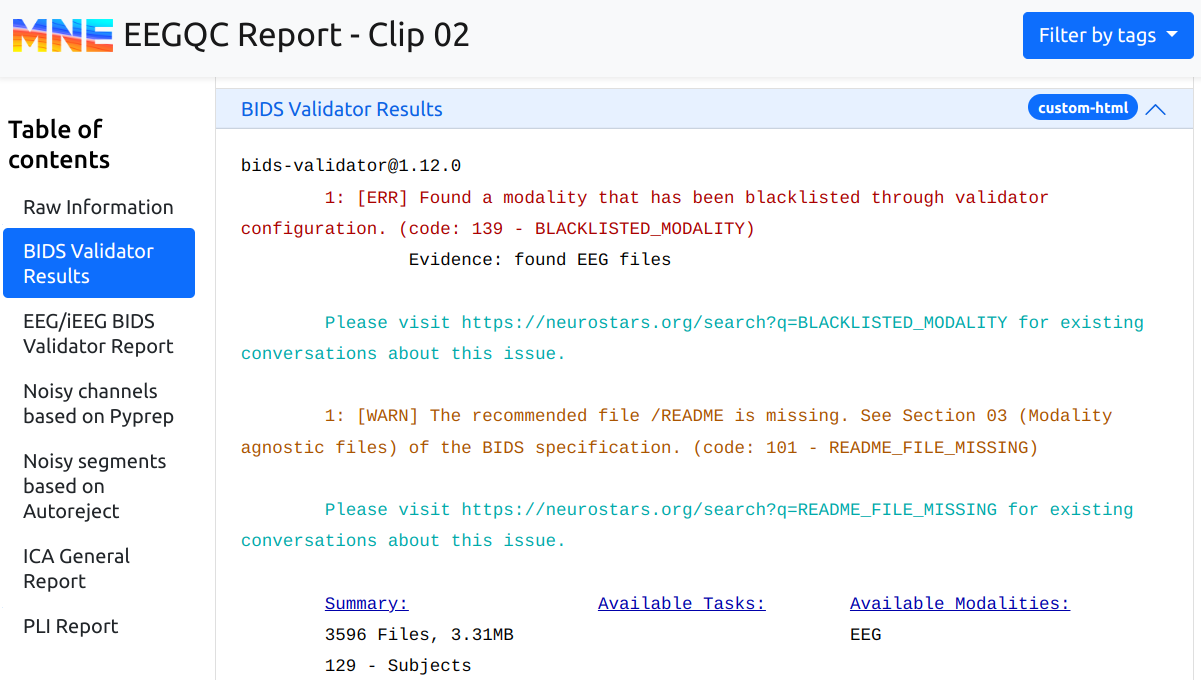 MNE EEGQC Report - Clip 02
Filter by tags
Table of
contents
Raw Information
BIDS Validator
Results
EEG/iEEG BIDS
Validator Report
Noisy channels
based on Pyprep
Noisy segments
based on
Autoreject
ICA General
Report
PLI Report
BIDS Validator Results
custom-html
bids-validator@1.12.0
1: [ERR] Found a modality that has been blacklisted through validator
configuration. (code: 139 - BLACKLISTED_MODALITY)
Evidence: found EEG files
Please visit https://neurostars.org/search?q=BLACKLISTED_MODALITY for existing
conversations about this issue.
1: [WARN] The recommended file /README is missing. See Section 03 (Modality
agnostic files) of the BIDS specification. (code: 101 - README_FILE_MISSING)
Please visit https://neurostars.org/search?q=README_FILE_MISSING for existing
conversations about this issue.
Summary: Available Tasks: Available Modalities:
3596 Files, 3.31MB EEG
129 - Subjects